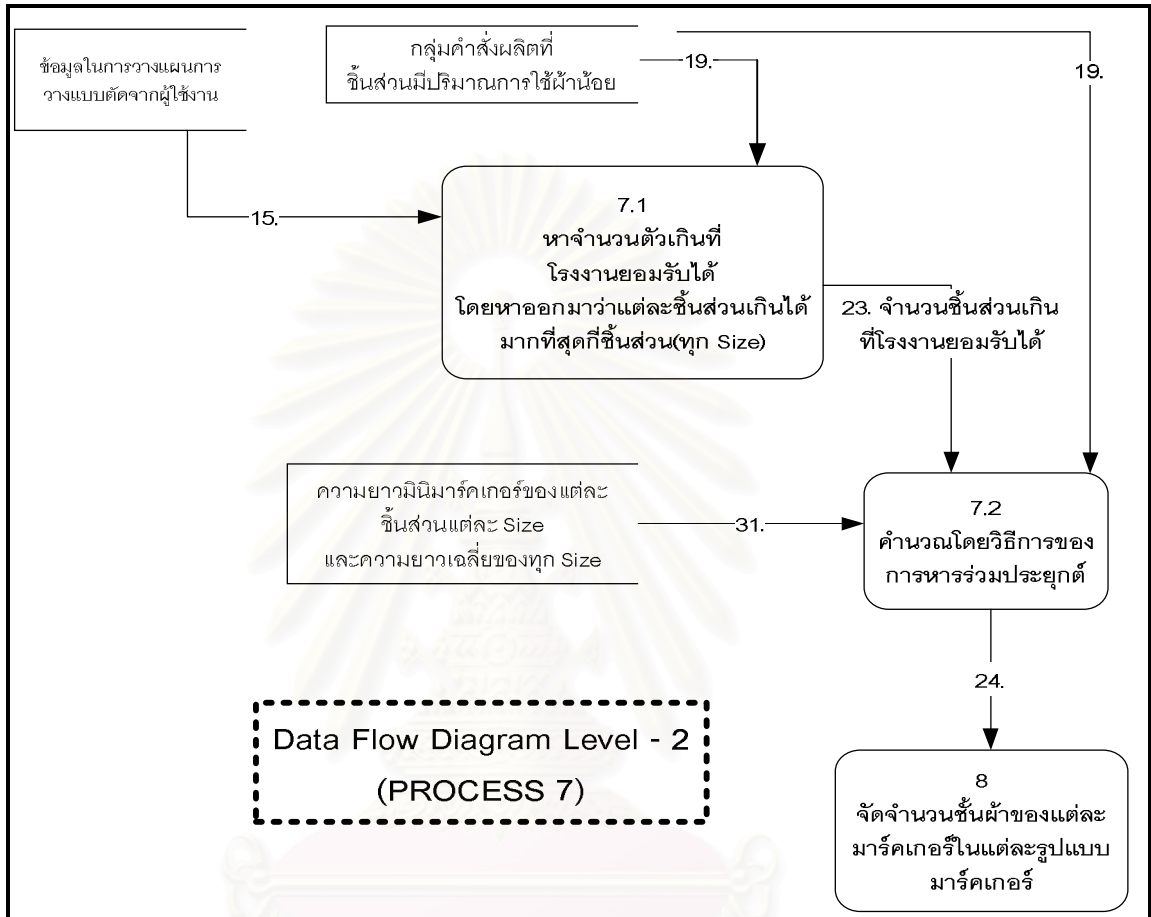 กลุ่มคำสั่งผลิตที่
ชิ้นส่วนมีปริมาณการใช้ผ้าน้อย
ข้อมูลในการวางแผนการ
วางแบบตัดจากผู้ใช้งาน
19.
19.
15.
7.1
หาจำนวนตัวเกินที่
โรงงานยอมรับได้
โดยหาออกมาว่าแต่ละชิ้นส่วนเกินได้
มากที่สุดกี่ชิ้นส่วน(ทุก Size)
23. จำนวนชิ้นส่วนเกิน
ที่โรงงานยอมรับได้
ความยาวมินิมาร์คเกอร์ของแต่ละ
ชิ้นส่วนแต่ละ Size
และความยาวเฉลี่ยของทุก Size
31.
7.2
คำนวณโดยวิธีการของ
การหารร่วมประยุกต์
24.
Data Flow Diagram Level - 2
(PROCESS 7)
8
จัดจำนวนชั้นผ้าของแต่ละ
มาร์คเกอร์ในแต่ละรูปแบบ
มาร์คเกอร์